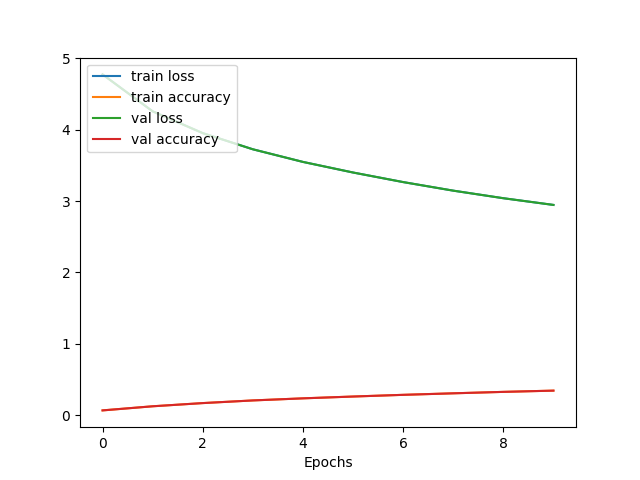 train loss
train accuracy
val loss
val accuracy
5
4
3
2
1
0
0 2 4 6 8
Epochs